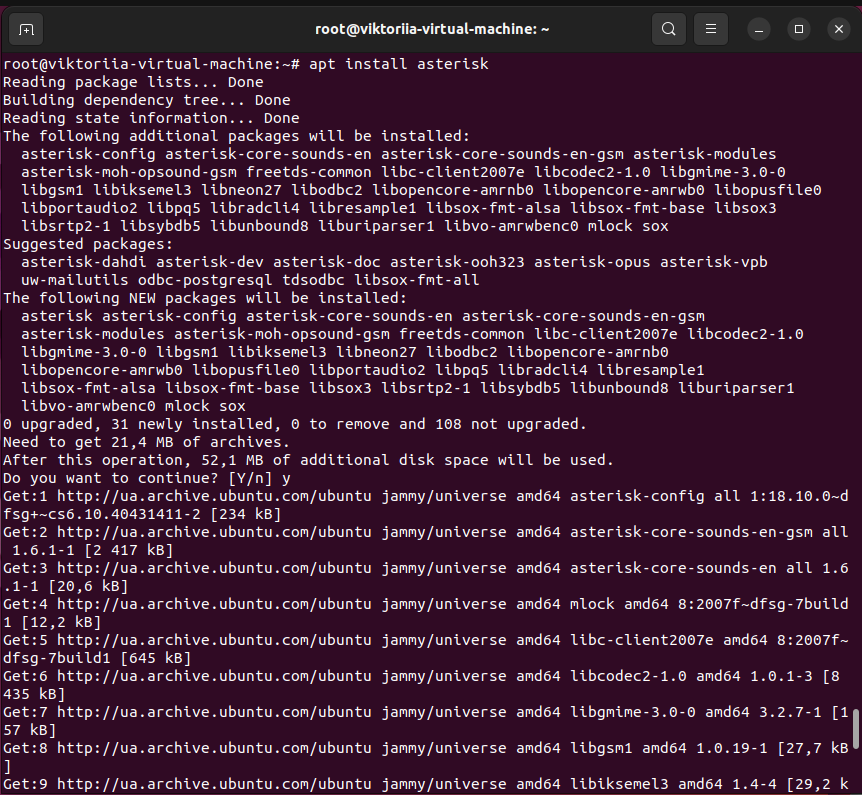 root@viktoriia-virtual-machine: ~
root@viktoriia-virtual-machine:~# apt install asterisk
Reading package lists... Done
Building dependency tree... Done
Reading state information... Done
The following additional packages will be installed:
  asterisk-config asterisk-core-sounds-en asterisk-core-sounds-en-gsm asterisk-modules
  asterisk-moh-opsound-gsm freetds-common libc-client2007e libcodec2-1.0 libgmime-3.0-0
  libgsm1 libiksemel3 libneon27 libodbc2 libopencore-amrnb0 libopencore-amrwb0 libopusfile0
  libportaudio2 libpq5 libradcli4 libresample1 libsox-fmt-alsa libsox-fmt-base libsox3
  libsrtp2-1 libsybdb5 libunbound8 liburiparser1 libvo-amrwbenc0 mlock sox
Suggested packages:
  asterisk-dahdi asterisk-dev asterisk-doc asterisk-ooh323 asterisk-opus asterisk-vpb
  uw-mailutils odbc-postgresql tdsodbc libsox-fmt-all
The following NEW packages will be installed:
  asterisk asterisk-config asterisk-core-sounds-en asterisk-core-sounds-en-gsm
  asterisk-modules asterisk-moh-opsound-gsm freetds-common libc-client2007e libcodec2-1.0
  libgmime-3.0-0 libgsm1 libiksemel3 libneon27 libodbc2 libopencore-amrnb0
  libopencore-amrwb0 libopusfile0 libportaudio2 libpq5 libradcli4 libresample1
  libsox-fmt-alsa libsox-fmt-base libsox3 libsrtp2-1 libsybdb5 libunbound8 liburiparser1
  libvo-amrwbenc0 mlock sox
0 upgraded, 31 newly installed, 0 to remove and 108 not upgraded.
Need to get 21,4 MB of archives.
After this operation, 52,1 MB of additional disk space will be used.
Do you want to continue? [Y/n] y
Get:1 http://ua.archive.ubuntu.com/ubuntu jammy/universe amd64 asterisk-config all 1:18.10.0~d
fsg+~cs6.10.40431411-2 [234 kB]
Get:2 http://ua.archive.ubuntu.com/ubuntu jammy/universe amd64 asterisk-core-sounds-en-gsm all
 1.6.1-1 [2 417 kB]
Get:3 http://ua.archive.ubuntu.com/ubuntu jammy/universe amd64 asterisk-core-sounds-en all 1.6
.1-1 [20,6 kB]
Get:4 http://ua.archive.ubuntu.com/ubuntu jammy/universe amd64 mlock amd64 8:2007f~dfsg-7build
1 [12,2 kB]
Get:5 http://ua.archive.ubuntu.com/ubuntu jammy/universe amd64 libc-client2007e amd64 8:2007f~
dfsg-7build1 [645 kB]
Get:6 http://ua.archive.ubuntu.com/ubuntu jammy/universe amd64 libcodec2-1.0 amd64 1.0.1-3 [8
435 kB]
Get:7 http://ua.archive.ubuntu.com/ubuntu jammy/universe amd64 libgmime-3.0-0 amd64 3.2.7-1 [1
57 kB]
Get:8 http://ua.archive.ubuntu.com/ubuntu jammy/universe amd64 libgsm1 amd64 1.0.19-1 [27,7 kB
]
Get:9 http://ua.archive.ubuntu.com/ubuntu jammy/universe amd64 libiksemel3 amd64 1.4-4 [29,2 k